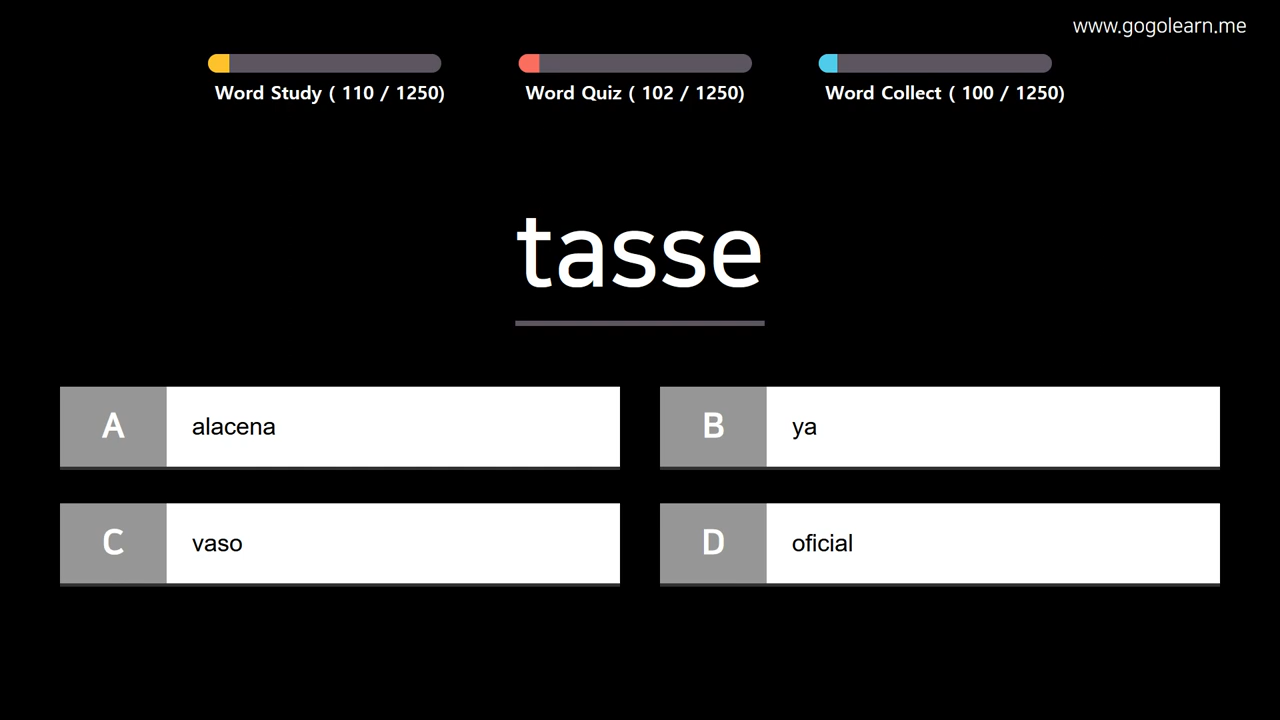 www.gogolearn.me
Word Study ( 110 / 1250)
Word Quiz ( 102 / 1250)
Word Collect ( 100 / 1250)
tasse
A alacena
B ya
C vaso
D oficial